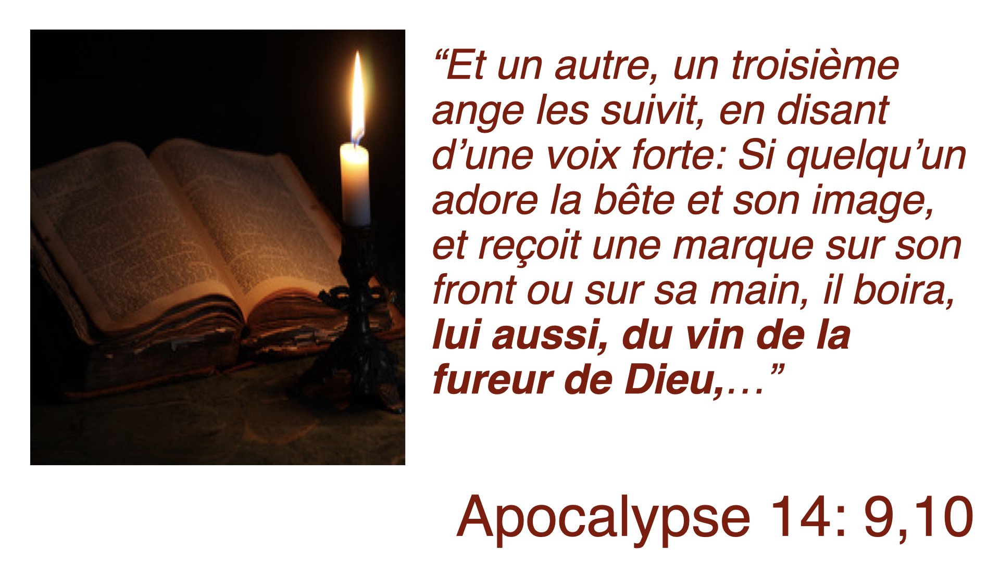 “Et un autre, un troisième
ange les suivit, en disant
d’une voix forte: Si quelqu’un
adore la bête et son image,
et reçoit une marque sur son
front ou sur sa main, il boira,
lui aussi, du vin de la
fureur de Dieu,…”
Apocalypse 14: 9,10